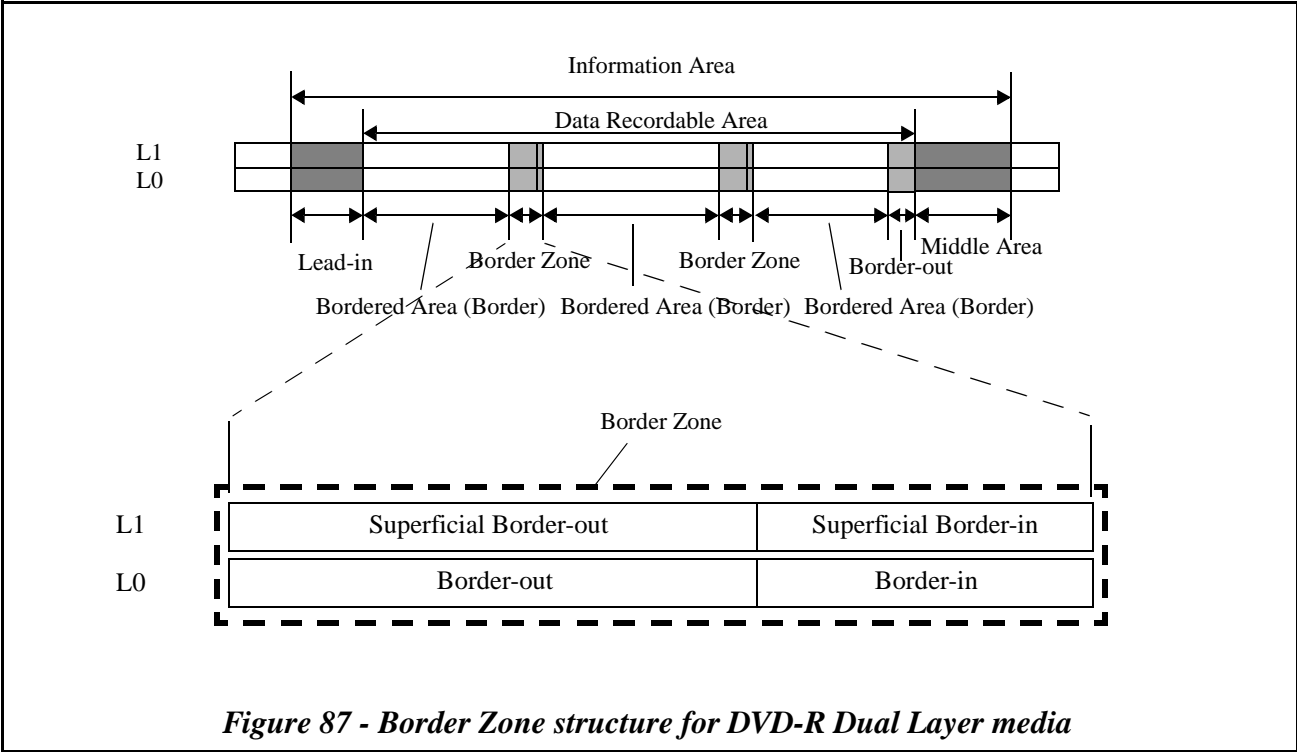 Information Area
Data Recordable Area
L1
L0
Lead-in
Border Zone
Border Zone
Border-out
Middle Area
Bordered Area (Border)
Bordered Area (Border)
Bordered Area (Border)
Border Zone
L1
Superficial Border-out
Superficial Border-in
L0
Border-out
Border-in
Figure 87 - Border Zone structure for DVD-R Dual Layer media